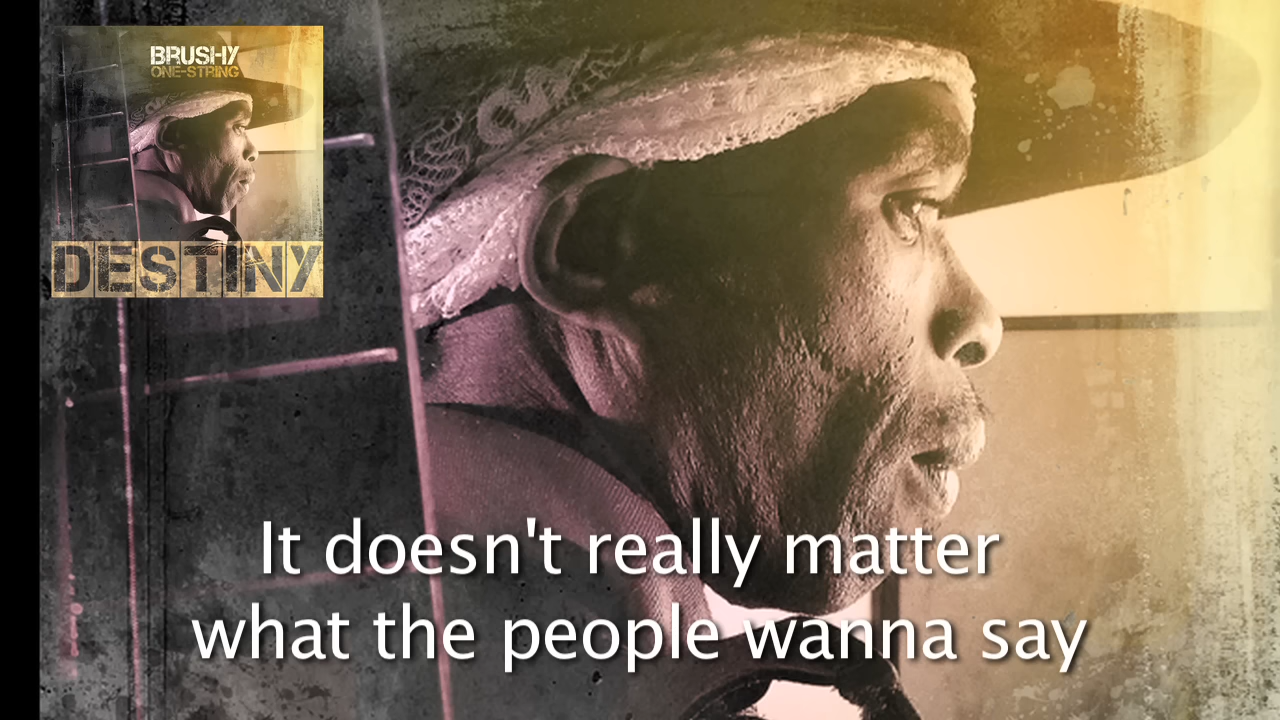 BRUSHY
ONE-STRING
DESTINY
It doesn't really matter
what the people wanna say